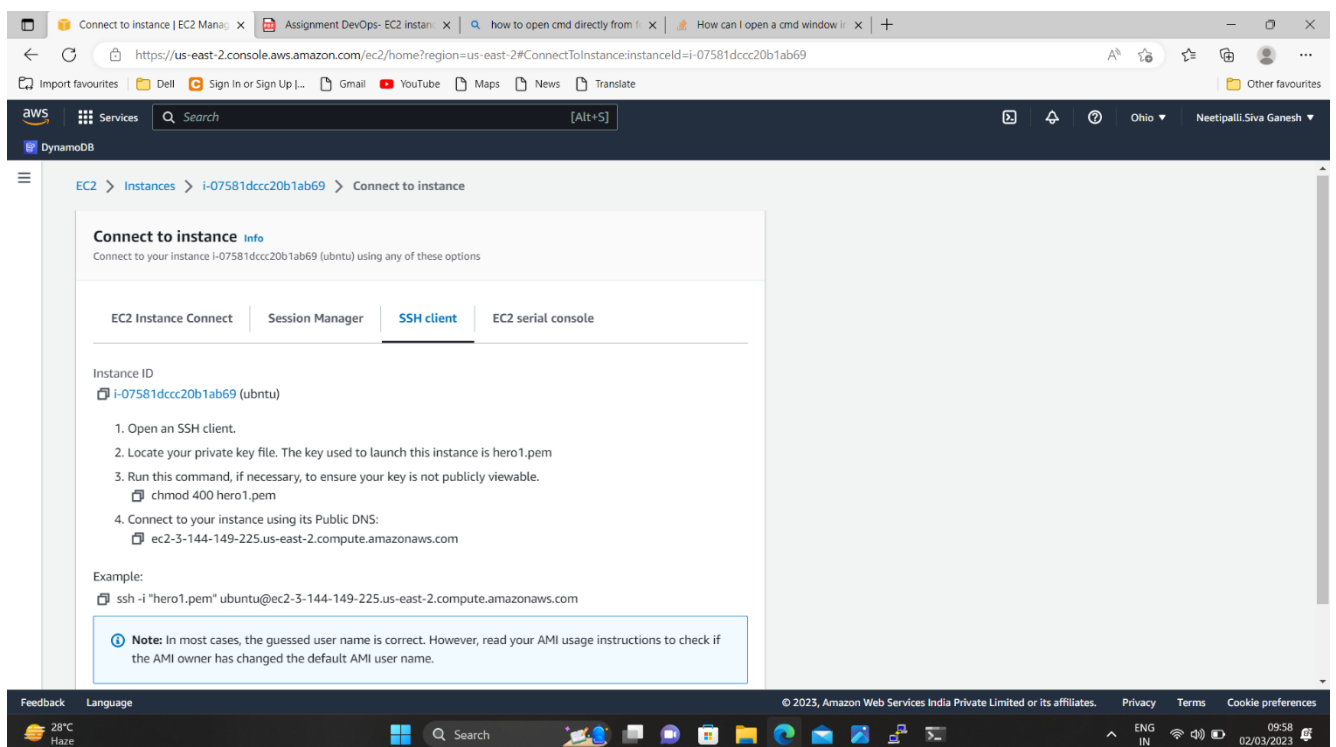 Connect to instance | EC2 Manag
Assignment DevOps- EC2 instan
how to open cmd directly from f
How can I open a cmd window in
https://us-east-2.console.aws.amazon.com/ec2/home?region=us-east-2#ConnectToInstance:instanceId=i-07581dccc20b1ab69
Import favourites Dell Sign In or Sign Up |... Gmail YouTube Maps News Translate Other favourites
aws Services Search [Alt+S] Ohio Neetipalli.Siva Ganesh
DynamoDB
EC2 > Instances > i-07581dccc20b1ab69 > Connect to instance
Connect to instance Info
Connect to your instance i-07581dccc20b1ab69 (ubntu) using any of these options
EC2 Instance Connect Session Manager SSH client EC2 serial console
Instance ID
i-07581dccc20b1ab69 (ubntu)
1. Open an SSH client.
2. Locate your private key file. The key used to launch this instance is hero1.pem
3. Run this command, if necessary, to ensure your key is not publicly viewable.
chmod 400 hero1.pem
4. Connect to your instance using its Public DNS:
ec2-3-144-149-225.us-east-2.compute.amazonaws.com
Example:
ssh -i "hero1.pem" ubuntu@ec2-3-144-149-225.us-east-2.compute.amazonaws.com
Note: In most cases, the guessed user name is correct. However, read your AMI usage instructions to check if
the AMI owner has changed the default AMI user name.
Feedback Language © 2023, Amazon Web Services India Private Limited or its affiliates. Privacy Terms Cookie preferences
28°C
Haze
Search
ENG
IN
09:58
02/03/2023